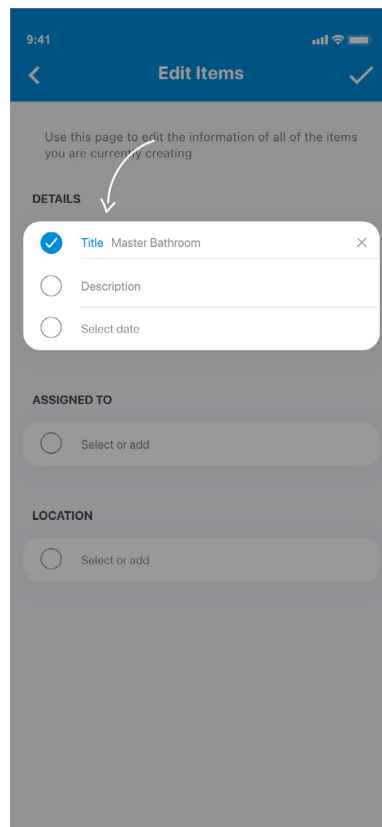 9:41
Edit Items
Use this page to edit the information of all of the items
you are currently creating
DETAILS
Title Master Bathroom
Description
Select date
ASSIGNED TO
Select or add
LOCATION
Select or add